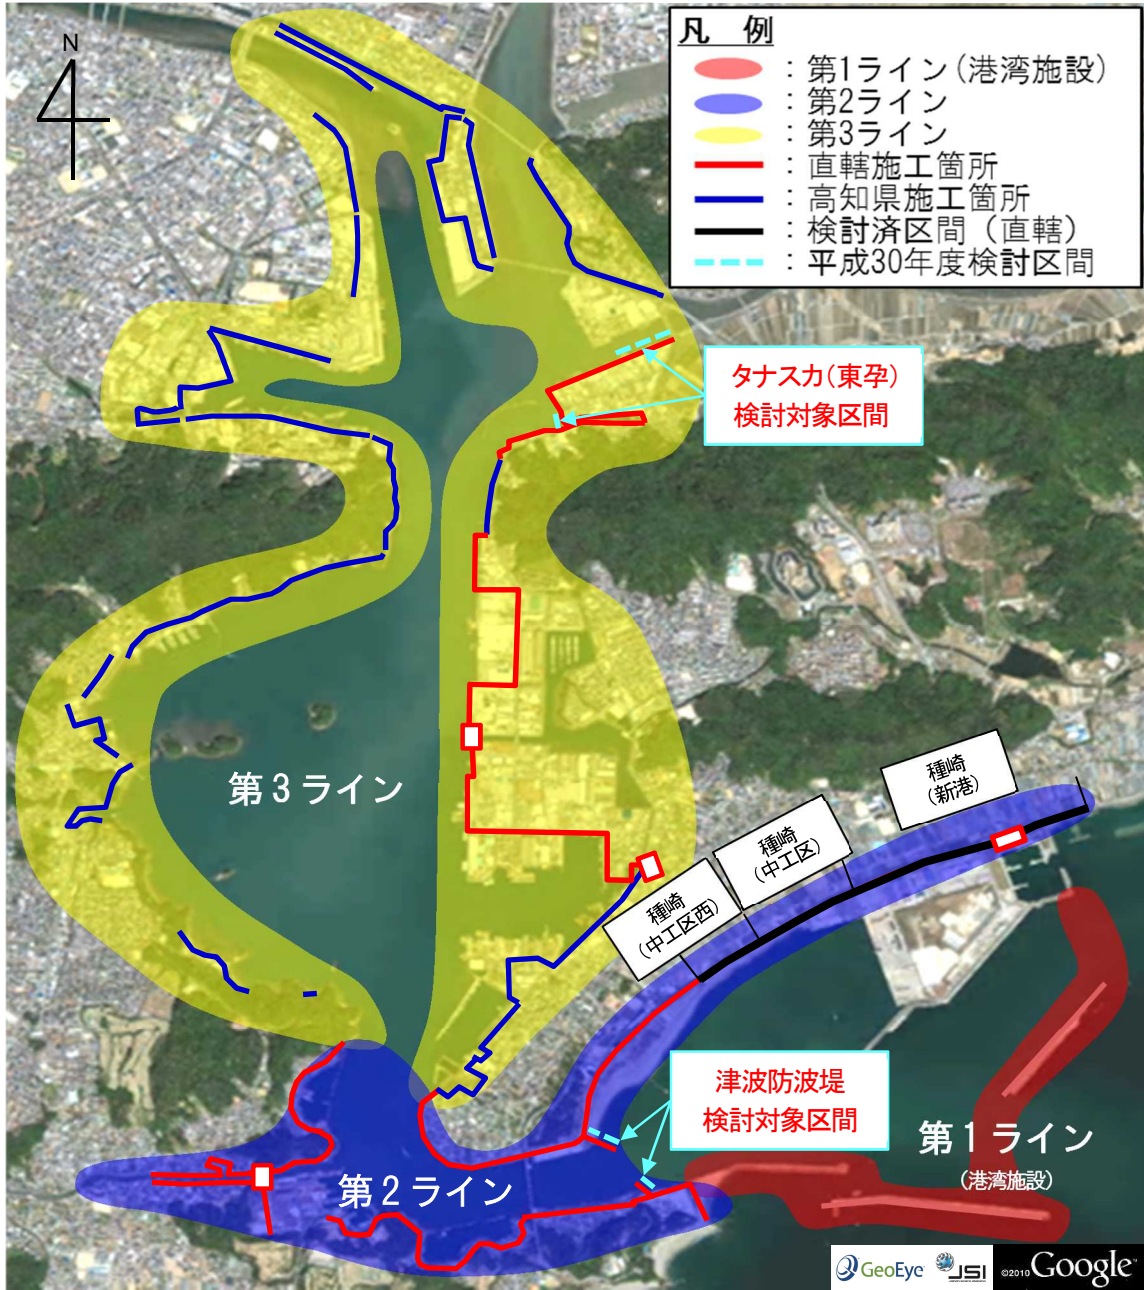 N
凡 例
：第1ライン(港湾施設)
：第2ライン
：第3ライン
：直轄施工箇所
：高知県施工箇所
：検討済区間（直轄）
：平成30年度検討区間
タナスカ(東孕)
検討対象区間
第３ライン
種崎
(新港)
種崎
(中工区)
種崎
(中工区西)
津波防波堤
検討対象区間
第１ライン
(港湾施設)
第２ライン
GeoEye
JSI
©2010 Google